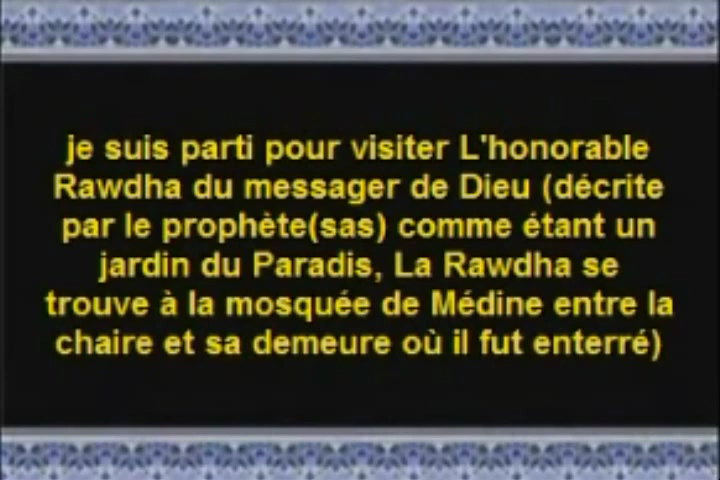 je suis parti pour visiter L'honorable
Rawdha du messager de Dieu (décrite
par le prophète(sas) comme étant un
jardin du Paradis, La Rawdha se
trouve à la mosquée de Médine entre la
chaire et sa demeure où il fut enterré)